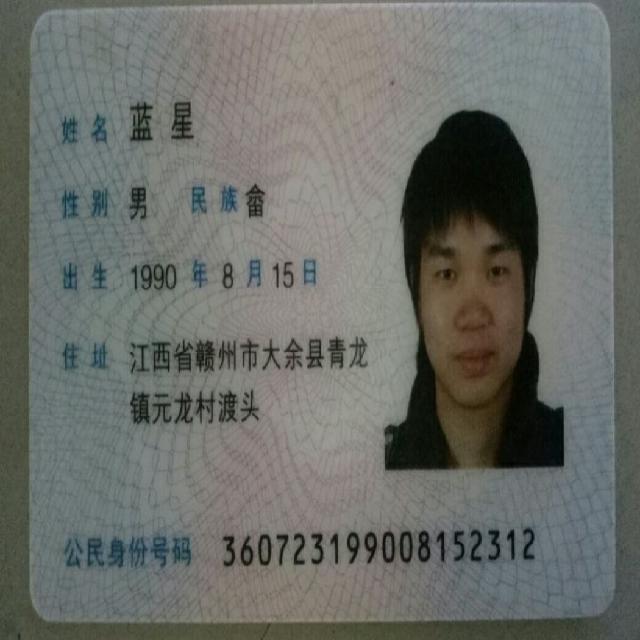 姓名 蓝星
性别 男 民族 畲
出生 1990 年 8 月 15 日
住址 江西省赣州市大余县青龙
镇元龙村渡头
公民身份号码 360723199008152312